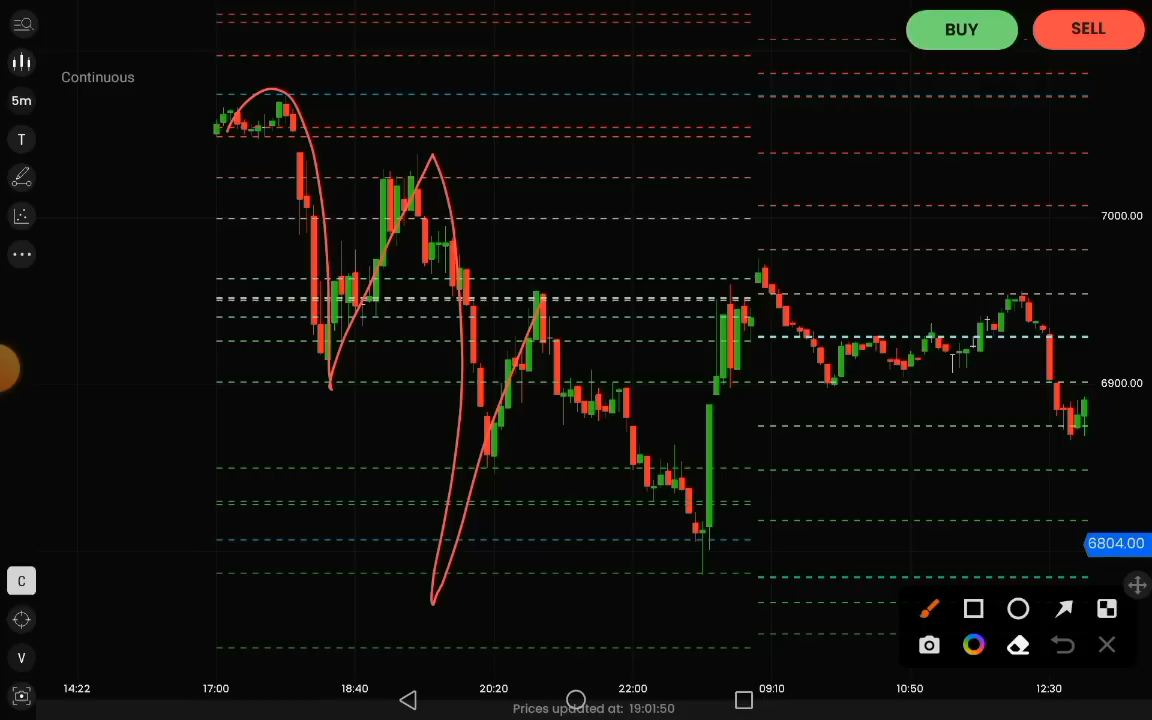 BUY
SELL
Continuous
5m
T
7000.00
6900.00
6804.00
C
V
14:22
17:00
18:40
20:20
22:00
09:10
10:50
12:30
Prices updated at: 19:01:50